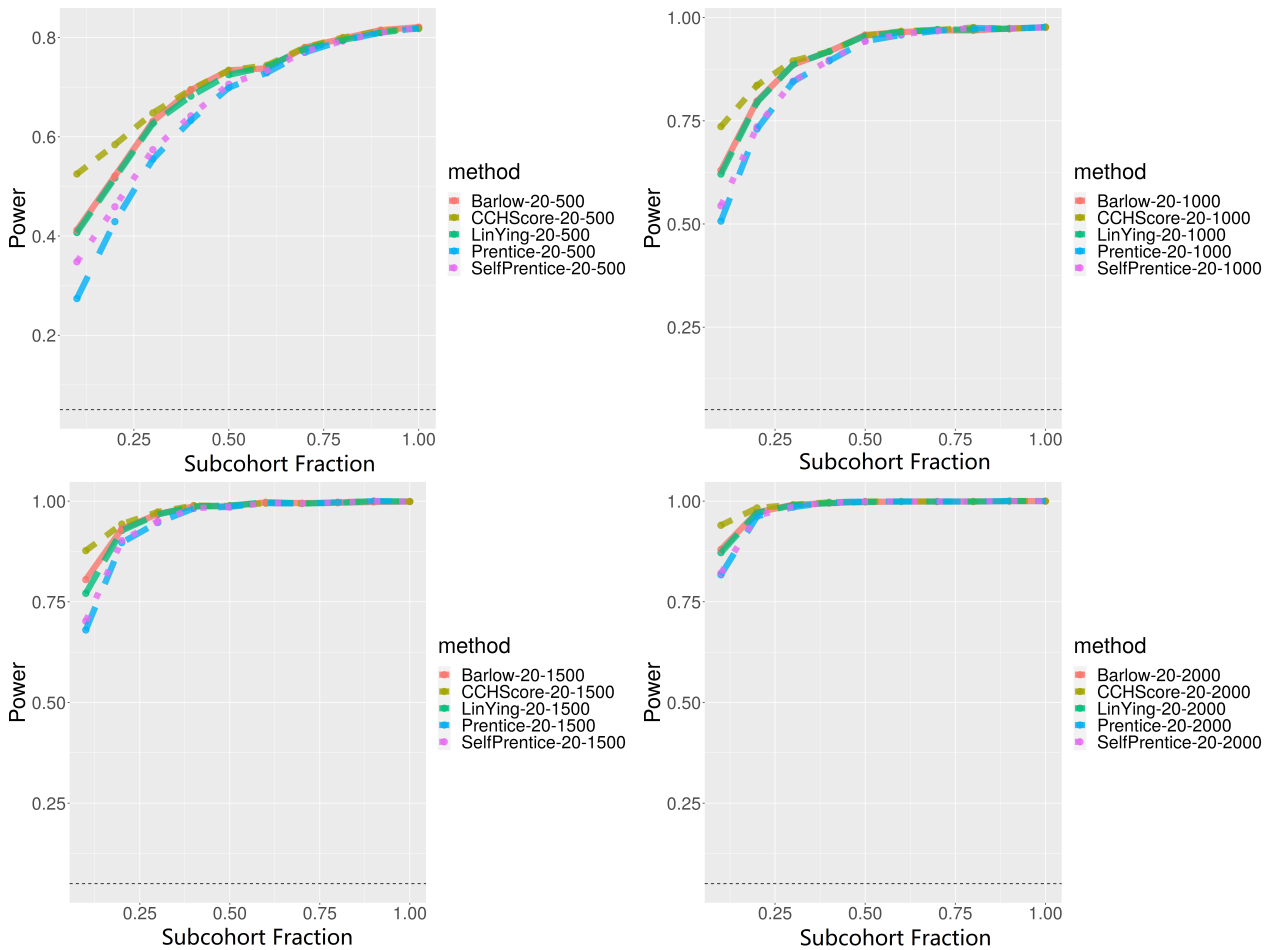 0.8
0.6
0.4
0.2
Power
0.25 0.50 0.75 1.00
Subcohort Fraction
method
Barlow-20-500
CCHScore-20-500
LinYing-20-500
Prentice-20-500
SelfPrentice-20-500
1.00
0.75
0.50
0.25
Power
0.25 0.50 0.75 1.00
Subcohort Fraction
method
Barlow-20-1000
CCHScore-20-1000
LinYing-20-1000
Prentice-20-1000
SelfPrentice-20-1000
1.00
0.75
0.50
0.25
Power
0.25 0.50 0.75 1.00
Subcohort Fraction
method
Barlow-20-1500
CCHScore-20-1500
LinYing-20-1500
Prentice-20-1500
SelfPrentice-20-1500
1.00
0.75
0.50
0.25
Power
0.25 0.50 0.75 1.00
Subcohort Fraction
method
Barlow-20-2000
CCHScore-20-2000
LinYing-20-2000
Prentice-20-2000
SelfPrentice-20-2000